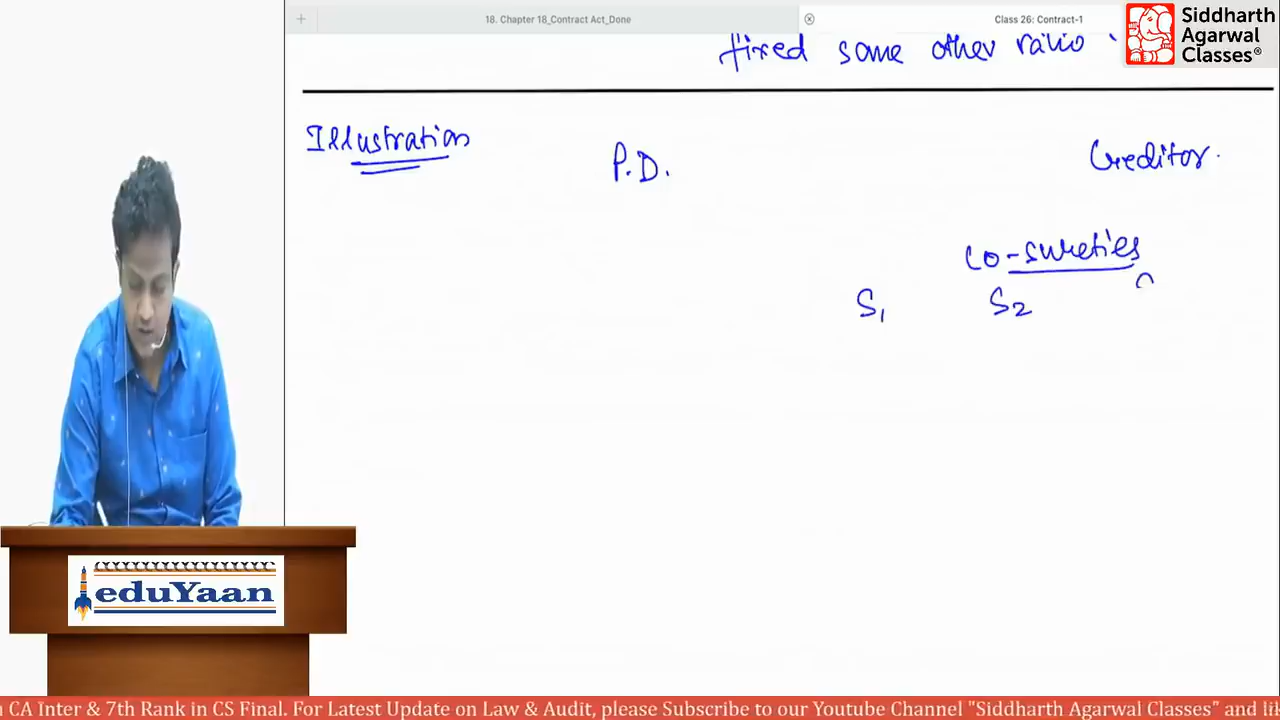 18. Chapter 18_Contract Act_Done
Class 26: Contract-1
Siddharth
Agarwal
Classes®
fixed some other ratio
Illustration
P.D.
Creditor.
Co-sureties
S1 S2
eduYaan
CA Inter & 7th Rank in CS Final. For Latest Update on Law & Audit, please Subscribe to our Youtube Channel "Siddharth Agarwal Classes" and li